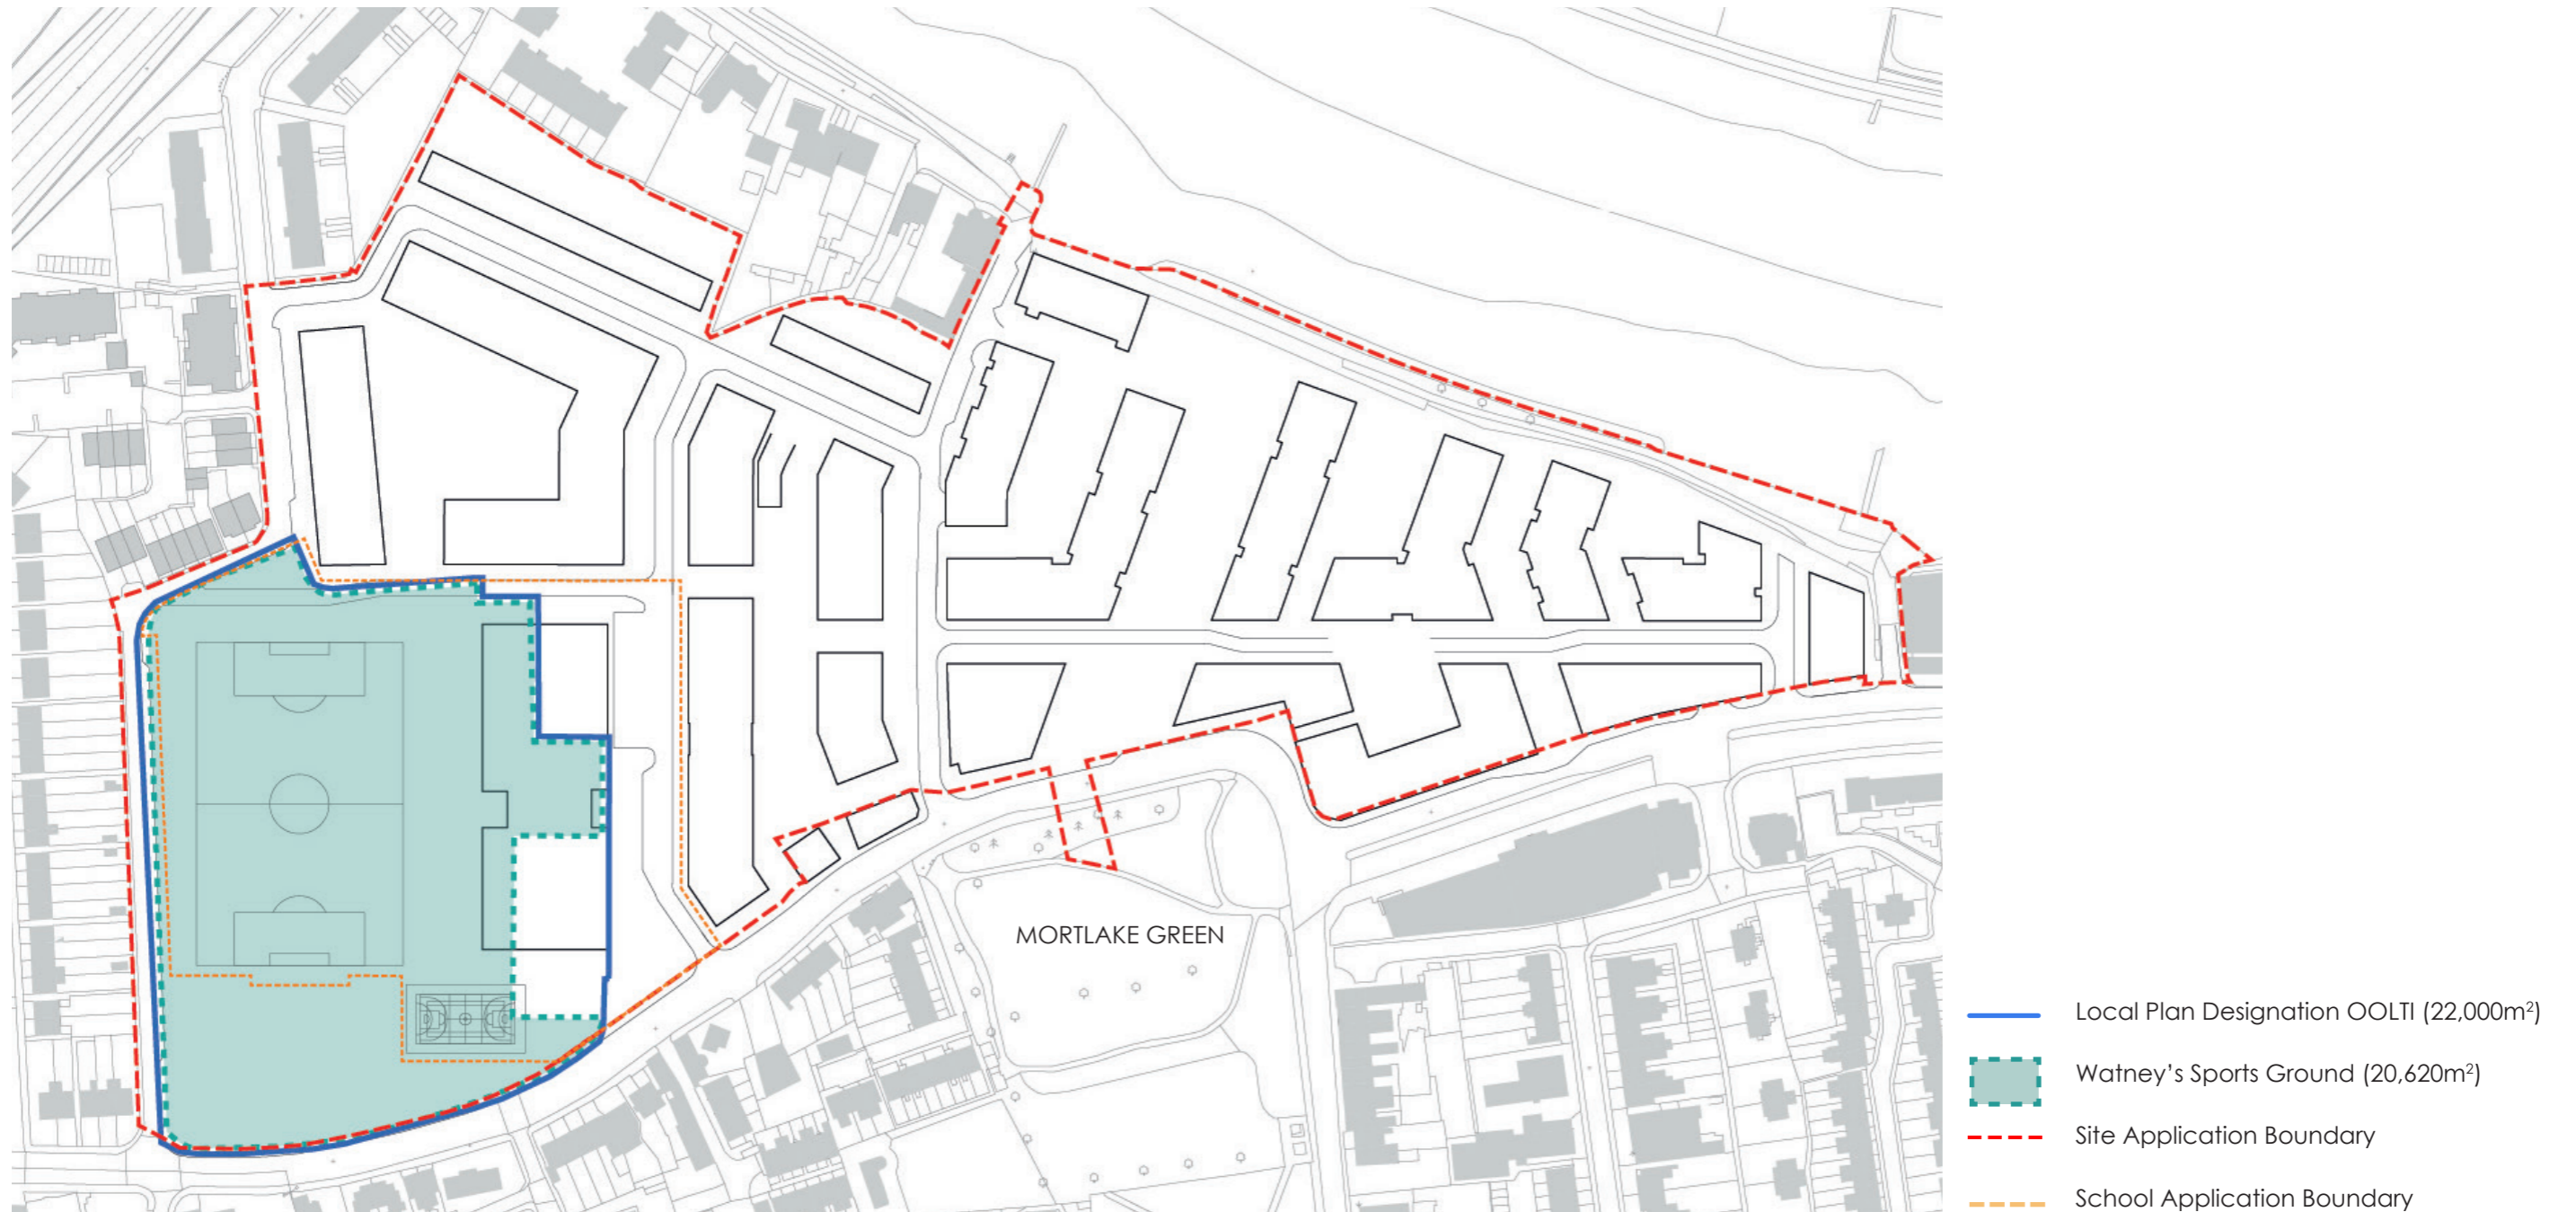 MORTLAKE GREEN
Local Plan Designation OOLTI (22,000m²)
Watney's Sports Ground (20,620m²)
Site Application Boundary
School Application Boundary